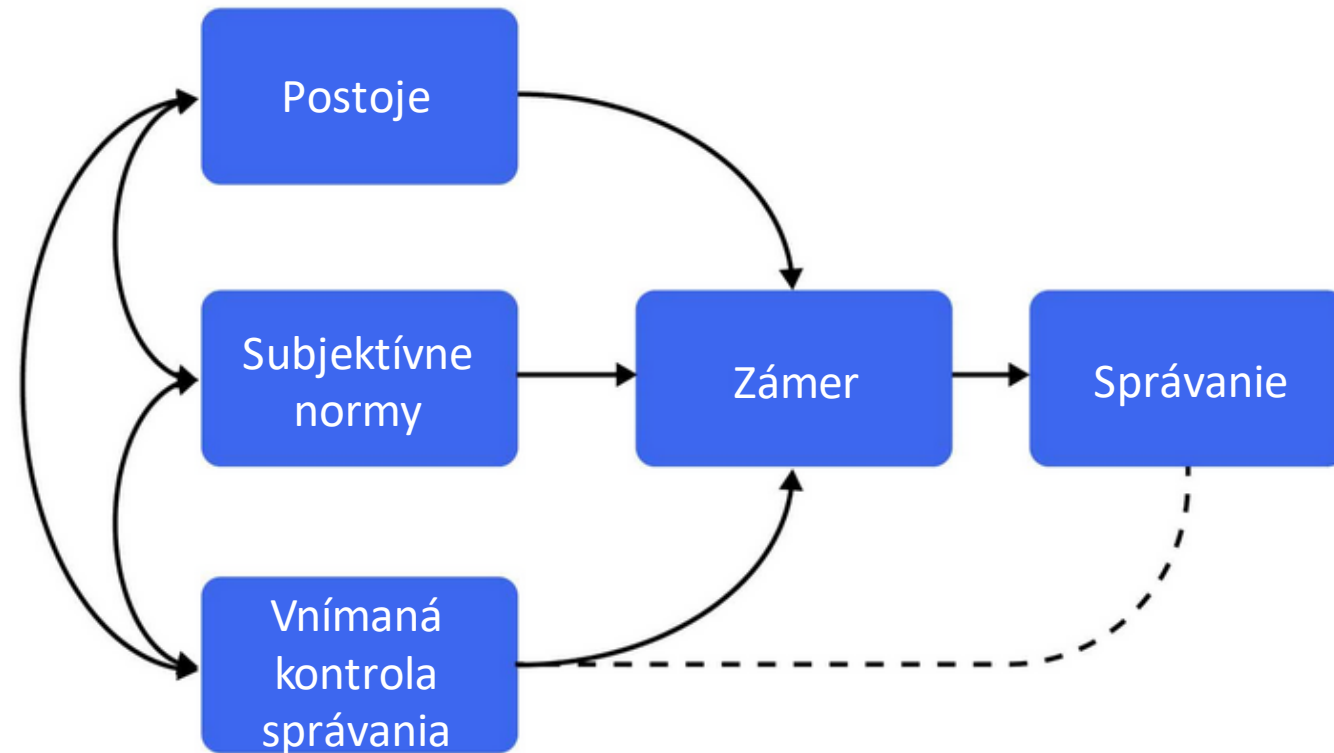 Postoje
Subjektívne
normy
Zámer
Správanie
Vnímaná
kontrola
správania